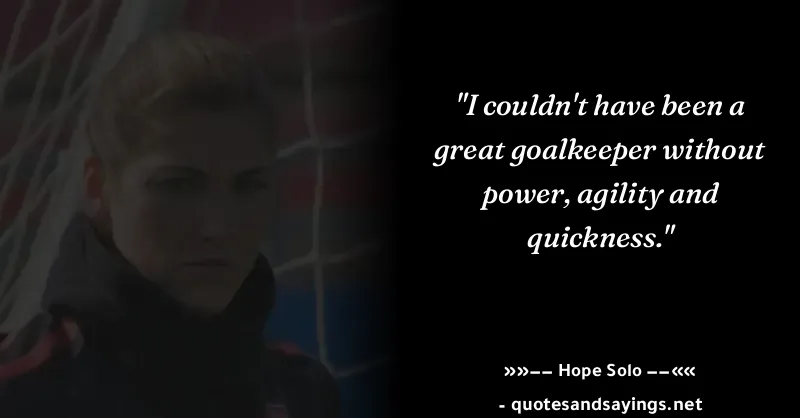 "I couldn't have been a
great goalkeeper without
power, agility and
quickness."
»»−− Hope Solo −−««
- quotesandsayings.net